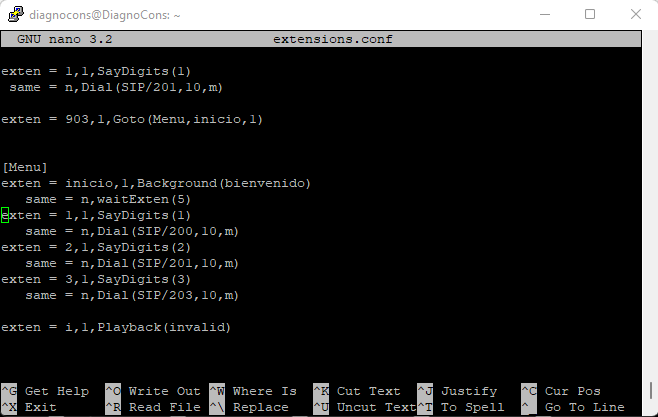 diagnocons@DiagnoCons: ~
GNU nano 3.2 extensions.conf
exten = 1,1,SayDigits(1)
same = n,Dial(SIP/201,10,m)
exten = 903,1,Goto(Menu,inicio,1)
[Menu]
exten = inicio,1,Background(bienvenido)
same = n,waitExten(5)
exten = 1,1,SayDigits(1)
same = n,Dial(SIP/200,10,m)
exten = 2,1,SayDigits(2)
same = n,Dial(SIP/201,10,m)
exten = 3,1,SayDigits(3)
same = n,Dial(SIP/203,10,m)
exten = i,1,Playback(invalid)
^G Get Help ^O Write Out ^W Where Is ^K Cut Text ^J Justify ^C Cur Pos
^X Exit ^R Read File ^\ Replace ^U Uncut Text ^T To Spell ^_ Go To Line